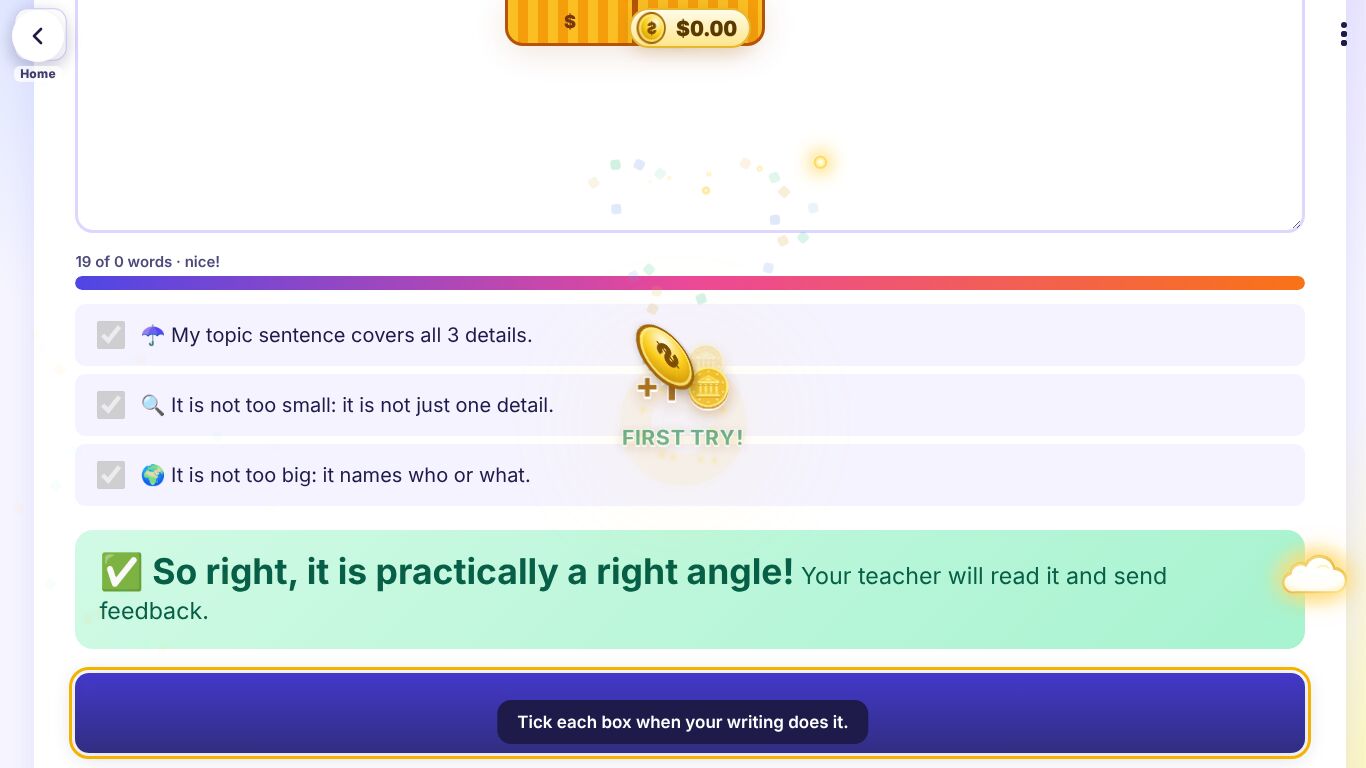 $
$0.00
Home
19 of 0 words · nice!
☂️ My topic sentence covers all 3 details.
🔍 It is not too small: it is not just one detail.
🌍 It is not too big: it names who or what.
FIRST TRY!
✅ So right, it is practically a right angle! Your teacher will read it and send
feedback.
Tick each box when your writing does it.